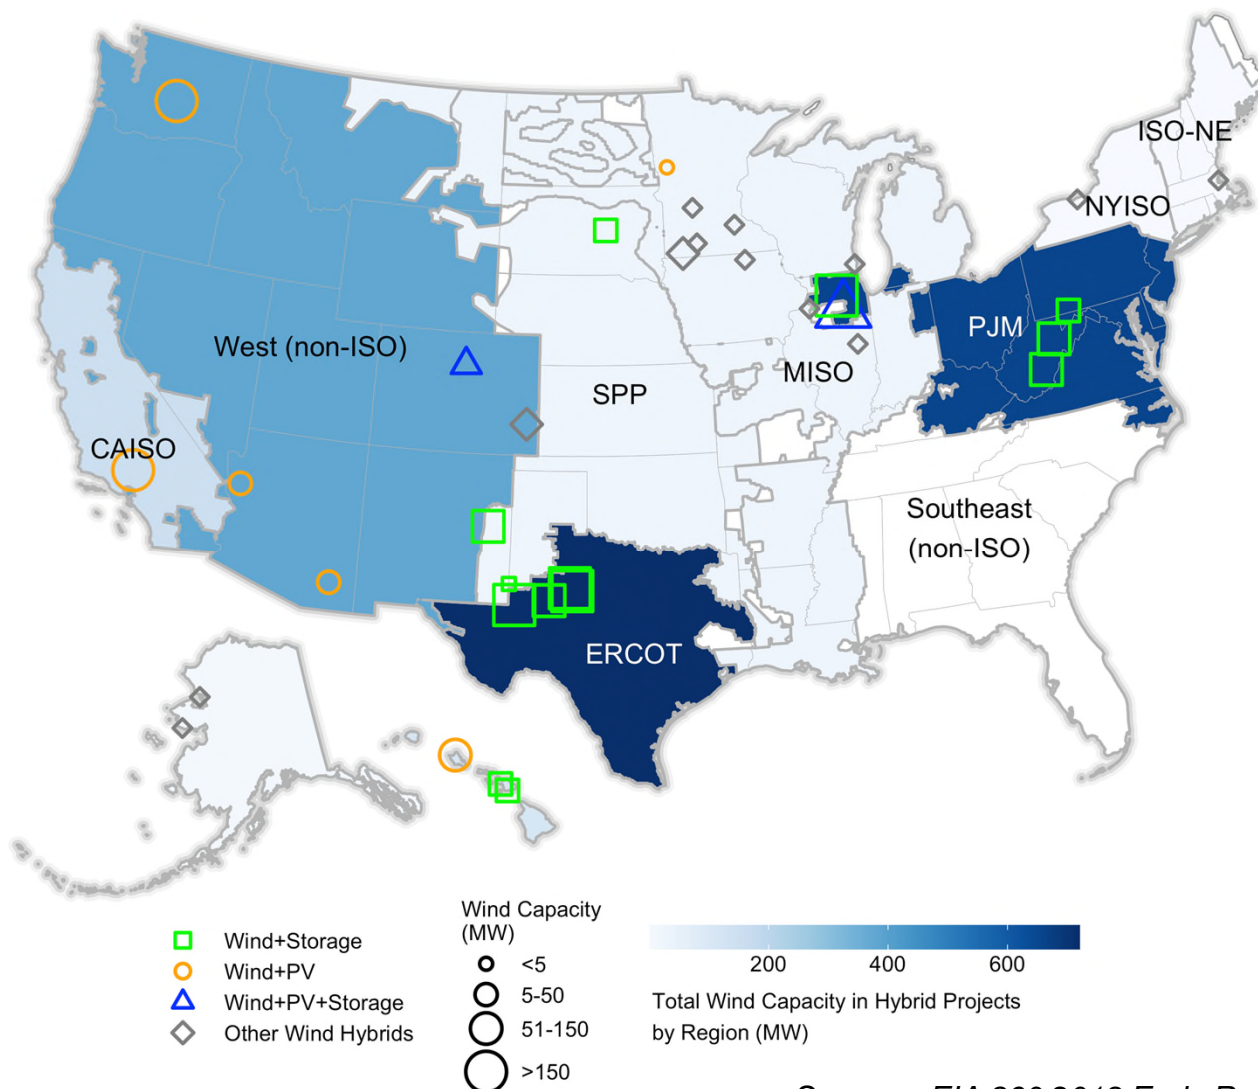 ISO-NE
NYISO
PJM
West (non-ISO)
MISO
SPP
CAISO
Southeast
(non-ISO)
ERCOT
Wind+Storage
Wind+PV
Wind+PV+Storage
Other Wind Hybrids
Wind Capacity
(MW)
<5
5-50
51-150
>150
200 400 600
Total Wind Capacity in Hybrid Projects
by Region (MW)